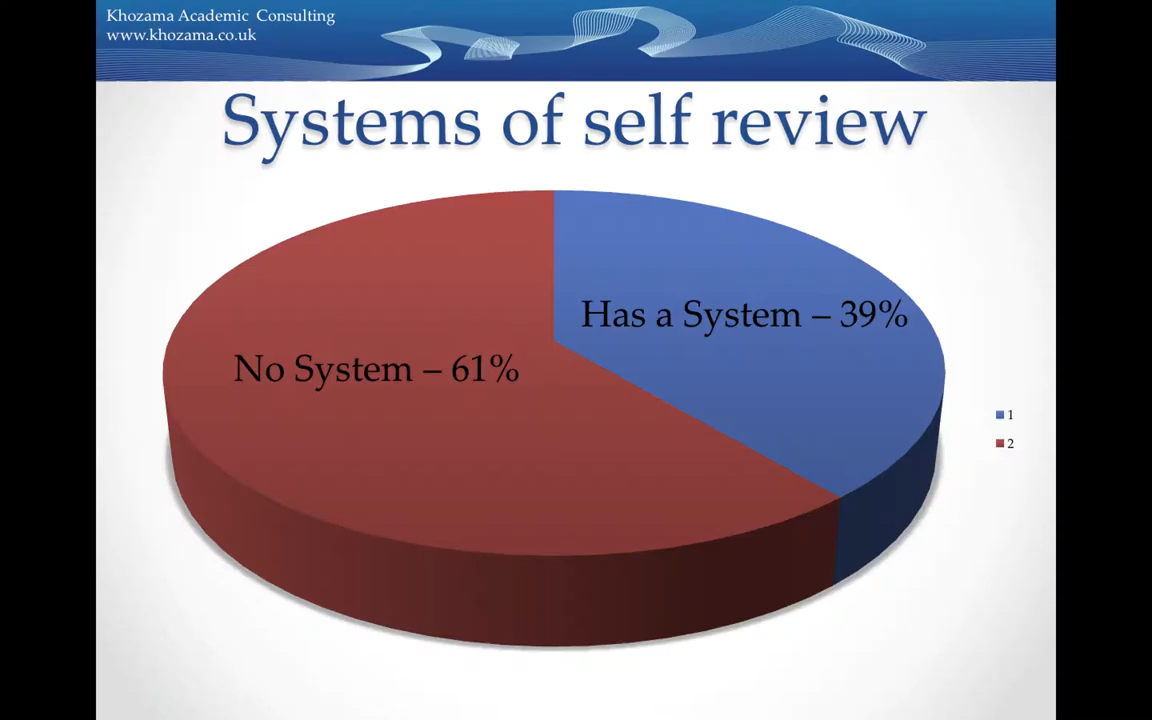 Khozama Academic Consulting
www.khozama.co.uk
Systems of self review
Has a System – 39%
No System – 61%
1
2